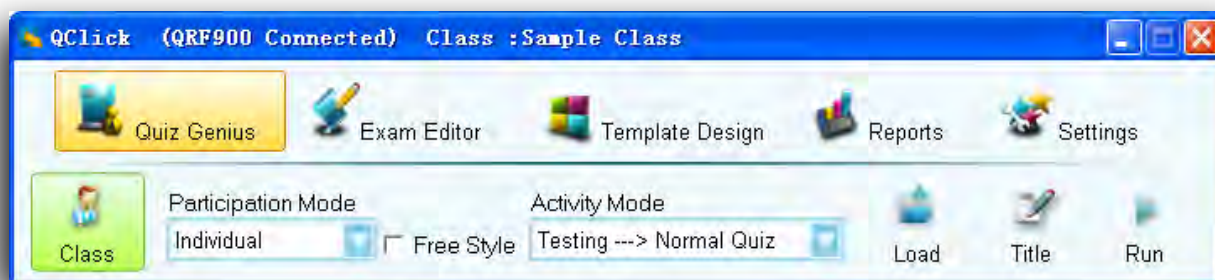 QClick (QRF900 Connected) Class :Sample Class
Quiz Genius Exam Editor Template Design Reports Settings
Participation Mode Activity Mode
Individual Free Style Testing ---> Normal Quiz
Class Load Title Run